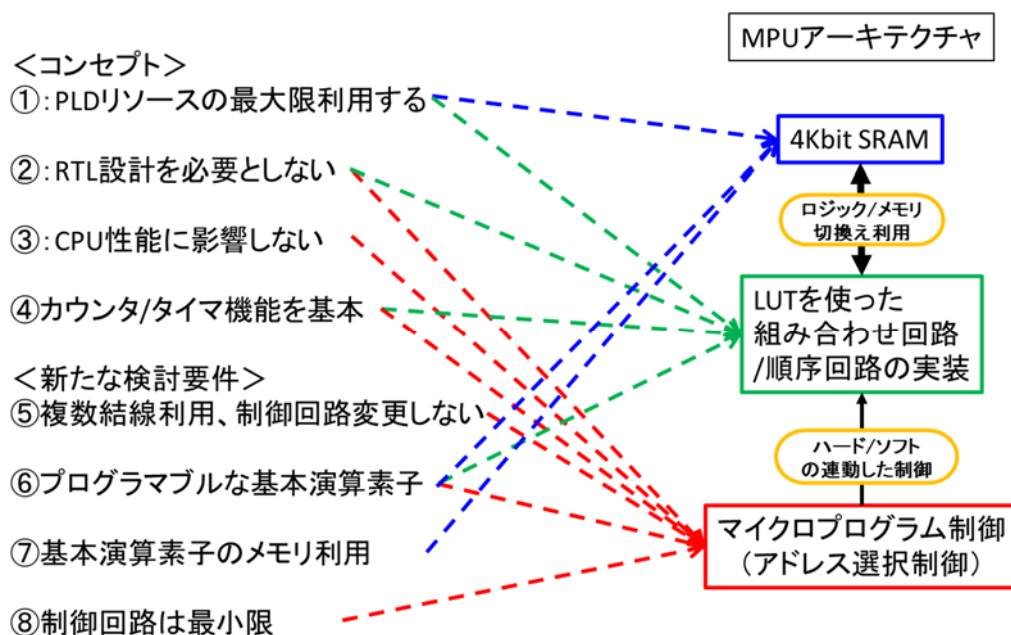 MPUアーキテクチャ
＜コンセプト＞
①：PLDリソースの最大限利用する
②：RTL設計を必要としない
③：CPU性能に影響しない
④カウンタ/タイマ機能を基本
＜新たな検討要件＞
⑤複数結線利用、制御回路変更しない
⑥プログラマブルな基本演算素子
⑦基本演算素子のメモリ利用
⑧制御回路は最小限
4Kbit SRAM
ロジック/メモリ
切換え利用
LUTを使った
組み合わせ回路
/順序回路の実装
ハード/ソフト
の連動した制御
マイクロプログラム制御
（アドレス選択制御）